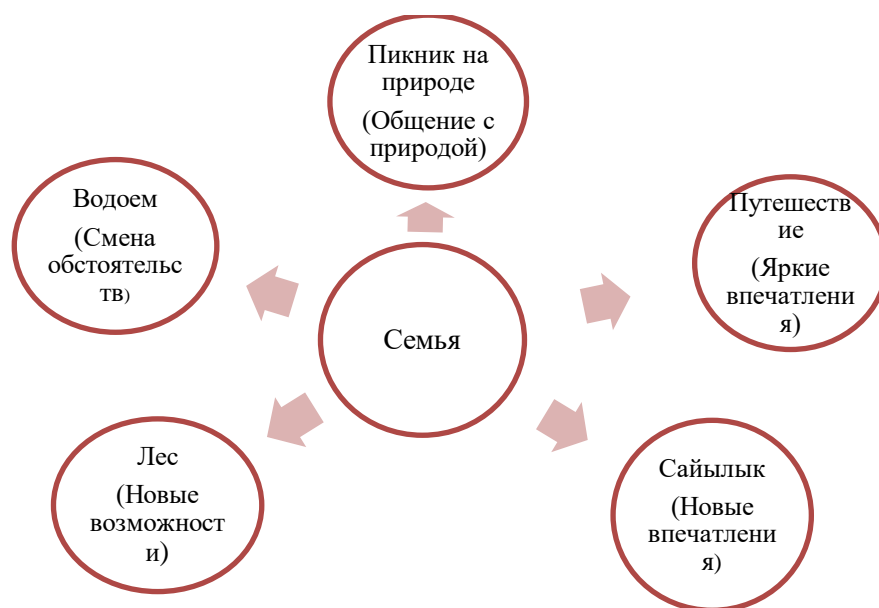 Пикник на
природе
(Общение с
природой)
Водоем
(Смена
обстоятельс
тв)
Путешеств
ие
(Яркие
впечатлени
я)
Семья
Лес
(Новые
возможност
и)
Сайылык
(Новые
впечатлени
я)